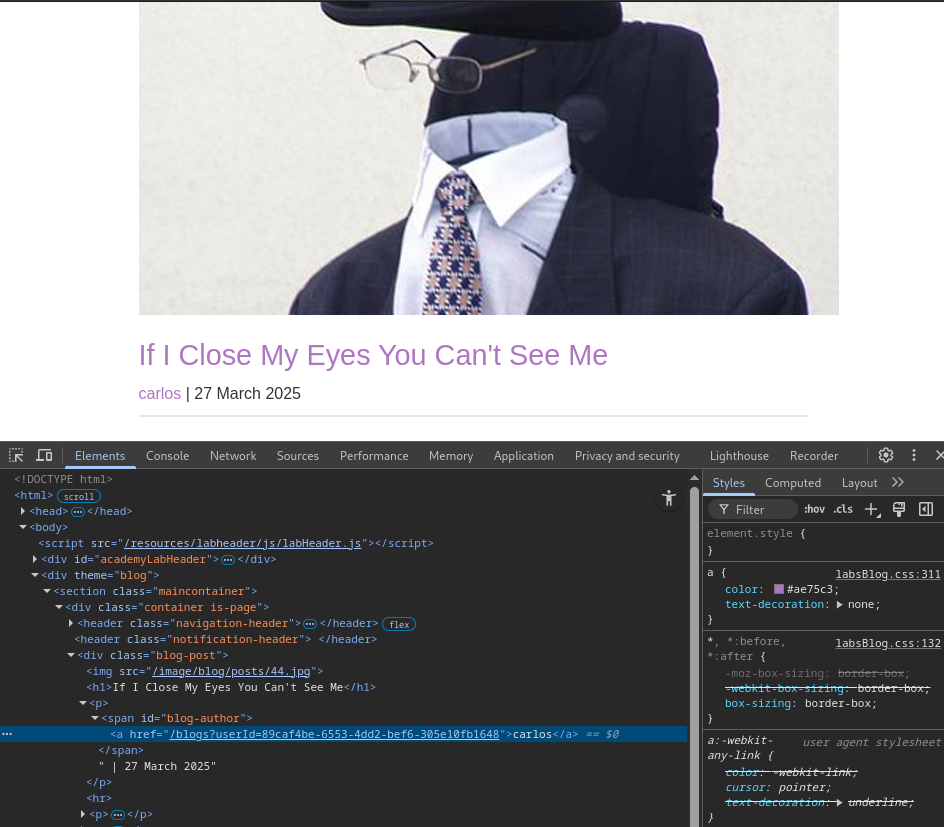 If I Close My Eyes You Can't See Me
carlos | 27 March 2025
Elements Console Network Sources Performance Memory Application Privacy and security Lighthouse Recorder
<!DOCTYPE html>
<html> scroll
<head> ••• </head>
<body>
<script src="/resources/labheader/js/labHeader.js"></script>
<div id="academyLabHeader"> ••• </div>
<div theme="blog">
<section class="maincontainer">
<div class="container is-page">
<header class="navigation-header"> ••• </header> flex
<header class="notification-header"> </header>
<div class="blog-post">
<img src="/image/blog/posts/44.jpg">
<h1>If I Close My Eyes You Can't See Me</h1>
<p>
<span id="blog-author">
••• <a href="/blogs?userId=89caf4be-6553-4dd2-bef6-305e10fb1648">carlos</a> == $0
</span>
" | 27 March 2025"
</p>
<hr>
<p> ••• </p>
Styles Computed Layout
Filter :hov .cls
element.style {
}
a { labsBlog.css:311
color: #ae75c3;
text-decoration: none;
}
*, *:before, labsBlog.css:132
*:after {
-moz-box-sizing: border-box;
-webkit-box-sizing: border-box;
box-sizing: border-box;
}
a:-webkit- user agent stylesheet
any-link {
color: -webkit-link;
cursor: pointer;
text-decoration: underline;
}